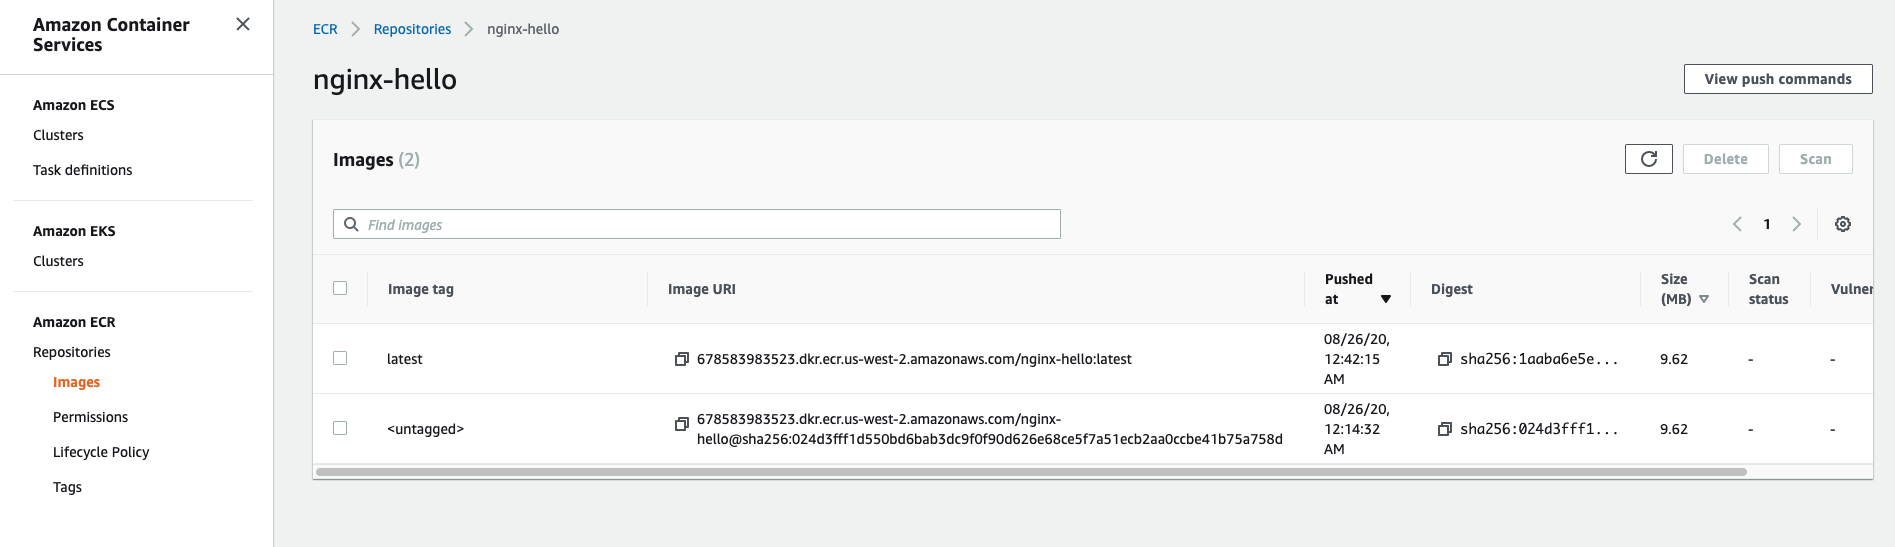 Amazon Container
Services
Amazon ECS
Clusters
Task definitions
Amazon EKS
Clusters
Amazon ECR
Repositories
Images
Permissions
Lifecycle Policy
Tags
ECR
Repositories
nginx-hello
nginx-hello
View push commands
Images (2)
Delete
Scan
Find images
1
Image tag
Image URI
Pushed
at
Digest
Size
(MB)
Scan
status
Vulner
latest
678583983523.dkr.ecr.us-west-2.amazonaws.com/nginx-hello:latest
08/26/20,
12:42:15
AM
sha256:1aaba6e5e...
9.62
-
-
<untagged>
678583983523.dkr.ecr.us-west-2.amazonaws.com/nginx-
hello@sha256:024d3fff1d550bd6bab3dc9f0f90d626e68ce5f7a51ecb2aa0ccbe41b75a758d
08/26/20,
12:14:32
AM
sha256:024d3fff1...
9.62
-
-